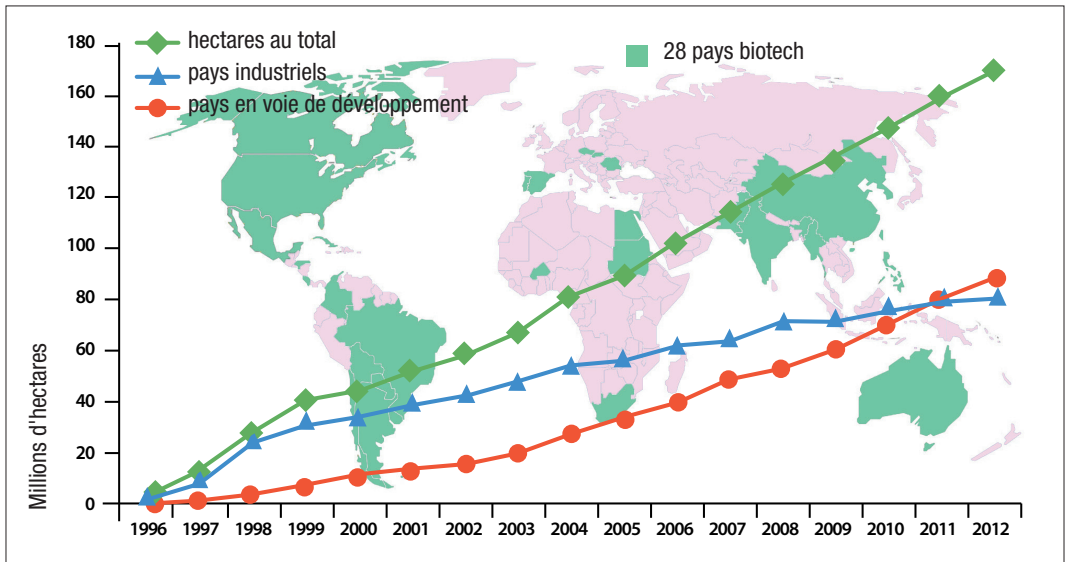 hectares au total
pays industriels
pays en voie de développement
28 pays biotech
Millions d'hectares
180
160
140
120
100
80
60
40
20
0
1996 1997 1998 1999 2000 2001 2002 2003 2004 2005 2006 2007 2008 2009 2010 2011 2012